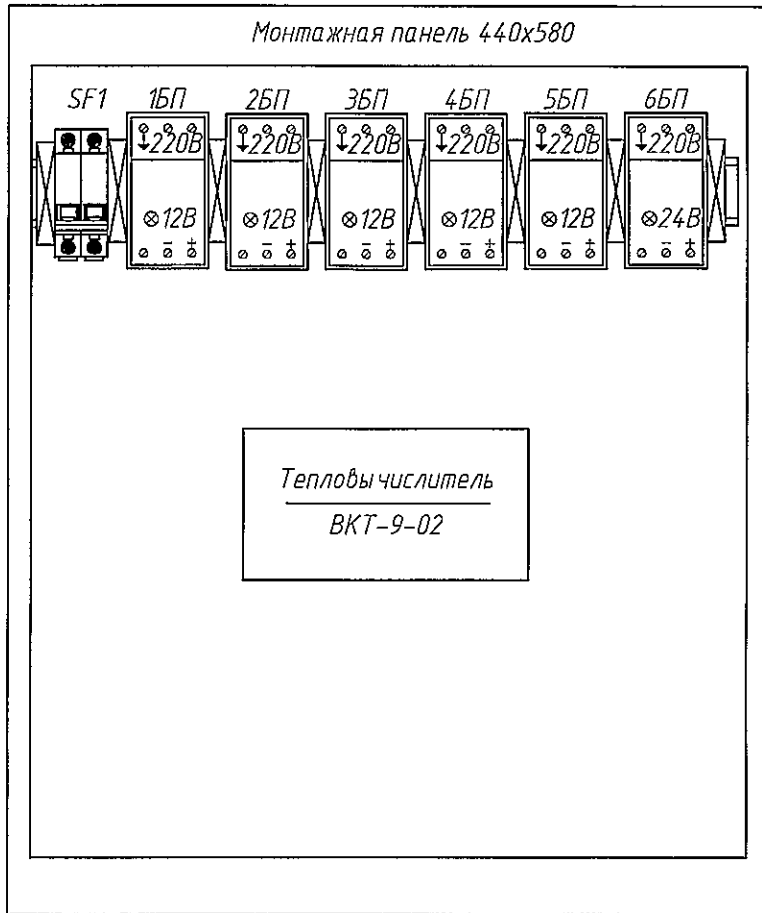 Монтажная панель 440х580
SF1 1БП 2БП 3БП 4БП 5БП 6БП
220В 220В 220В 220В 220В 220В
12В 12В 12В 12В 12В 24В
– + – + – + – + – + – +
Тепловычислитель
ВКТ-9-02